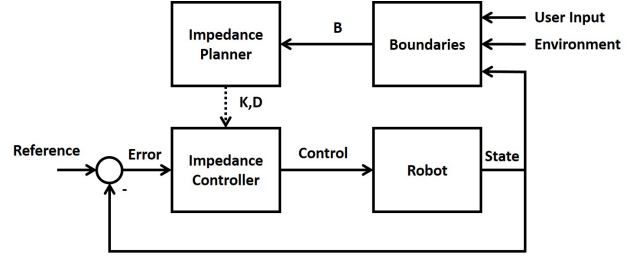 Impedance
Planner
B
Boundaries
User Input
Environment
K,D
Reference
Error
-
Impedance
Controller
Control
Robot
State